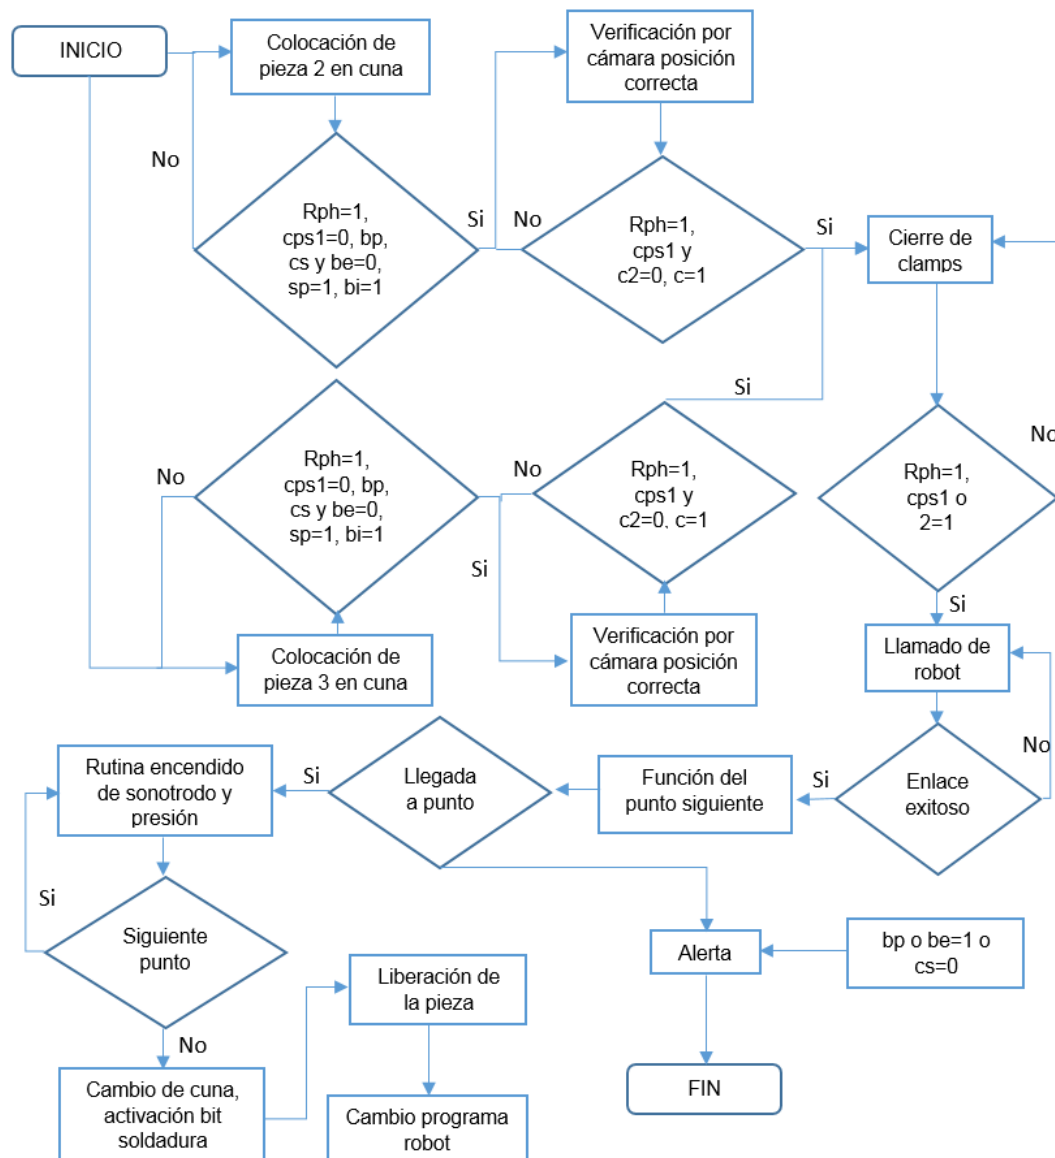 INICIO
Colocación de
pieza 2 en cuna
Verificación por
cámara posición
correcta
No
Rph=1,
cps1=0, bp,
cs y be=0,
sp=1, bi=1
Si
No
Rph=1,
cps1 y
c2=0, c=1
Si
Cierre de
clamps
No
Rph=1,
cps1 o
2=1
Si
Si
No
Rph=1,
cps1=0, bp,
cs y be=0,
sp=1, bi=1
Si
No
Rph=1,
cps1 y
c2=0, c=1
Colocación de
pieza 3 en cuna
Verificación por
cámara posición
correcta
Llamado de
robot
No
Enlace
exitoso
Si
Función del
punto siguiente
Llegada
a punto
Si
Rutina encendido
de sonotrodo y
presión
Si
Siguiente
punto
No
Cambio de cuna,
activación bit
soldadura
Liberación de
la pieza
Cambio programa
robot
Alerta
bp o be=1 o
cs=0
FIN